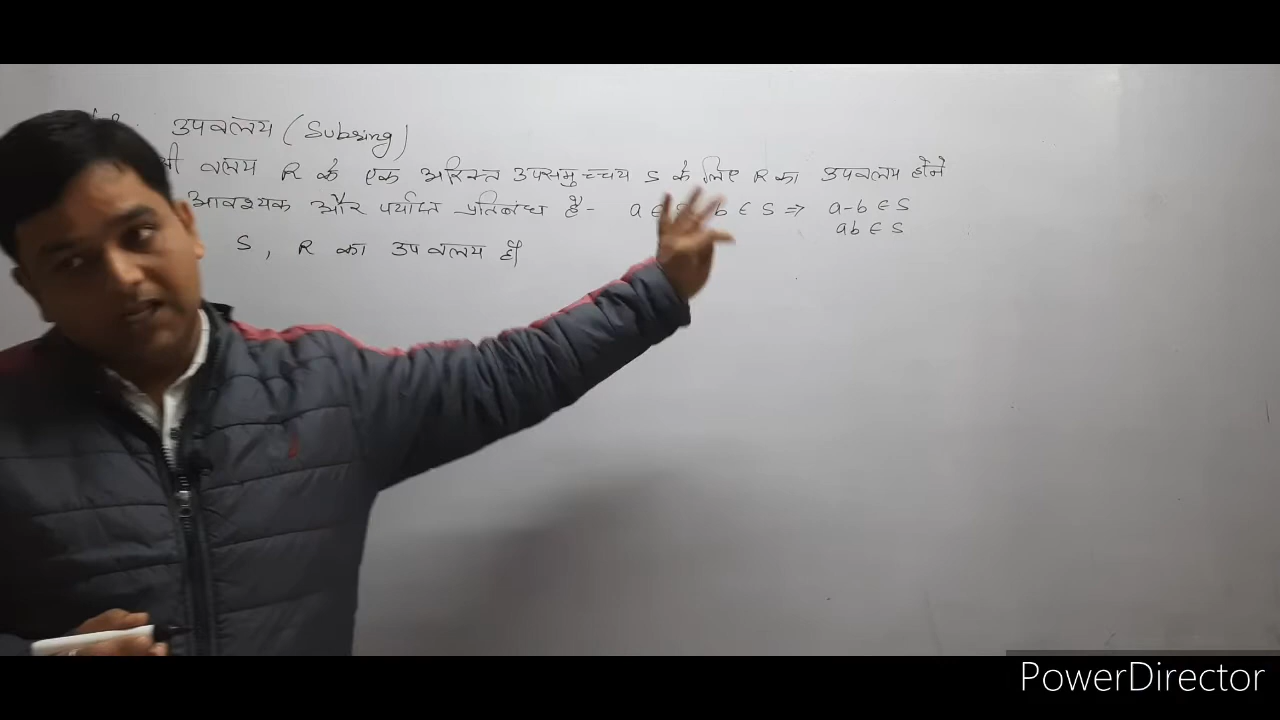 उपवलय (Subring)
वलय R के एक अरिक्त उपसमुच्चय S के लिए R का उपवलय होने
आवश्यक और पर्याप्त प्रतिबंध है- a ∈ b ∈ S ⇒ a-b ∈ S
ab ∈ S
S, R का उपवलय है
PowerDirector